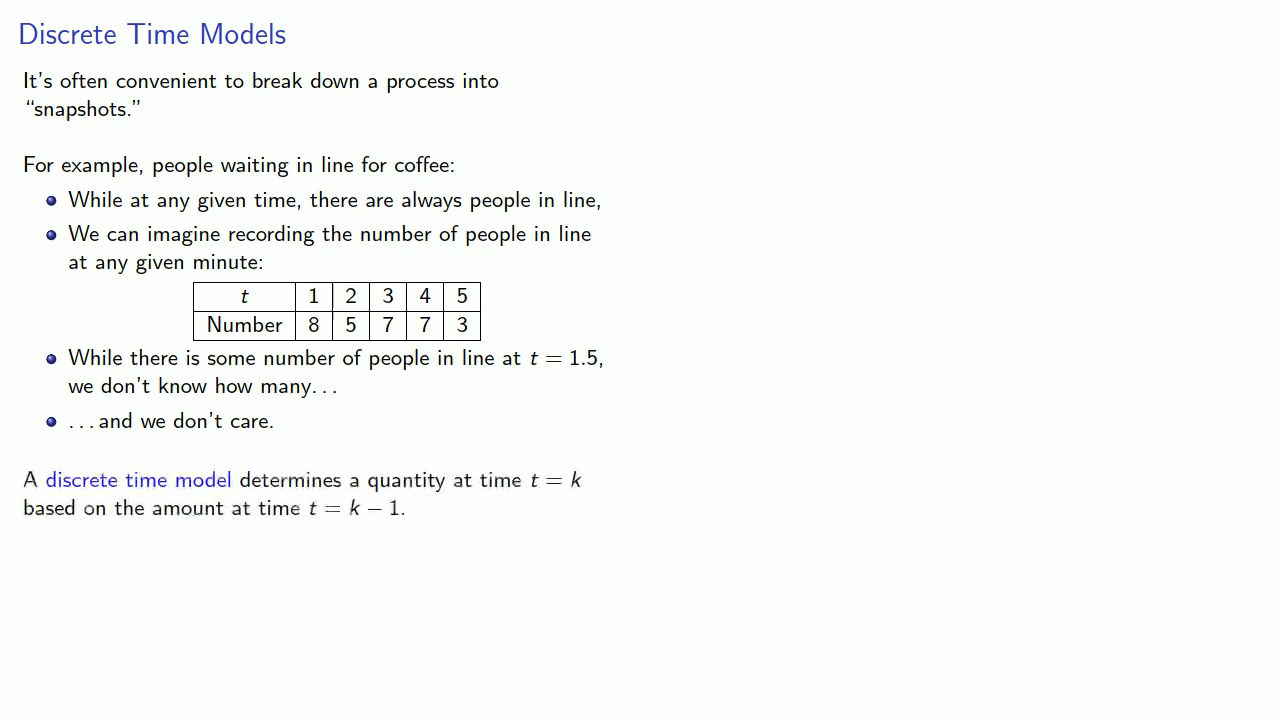 Discrete Time Models
It's often convenient to break down a process into
“snapshots.”
For example, people waiting in line for coffee:
While at any given time, there are always people in line,
We can imagine recording the number of people in line
at any given minute:
t 1 2 3 4 5
Number 8 5 7 7 3
While there is some number of people in line at t = 1.5,
we don't know how many...
...and we don't care.
A discrete time model determines a quantity at time t = k
based on the amount at time t = k − 1.